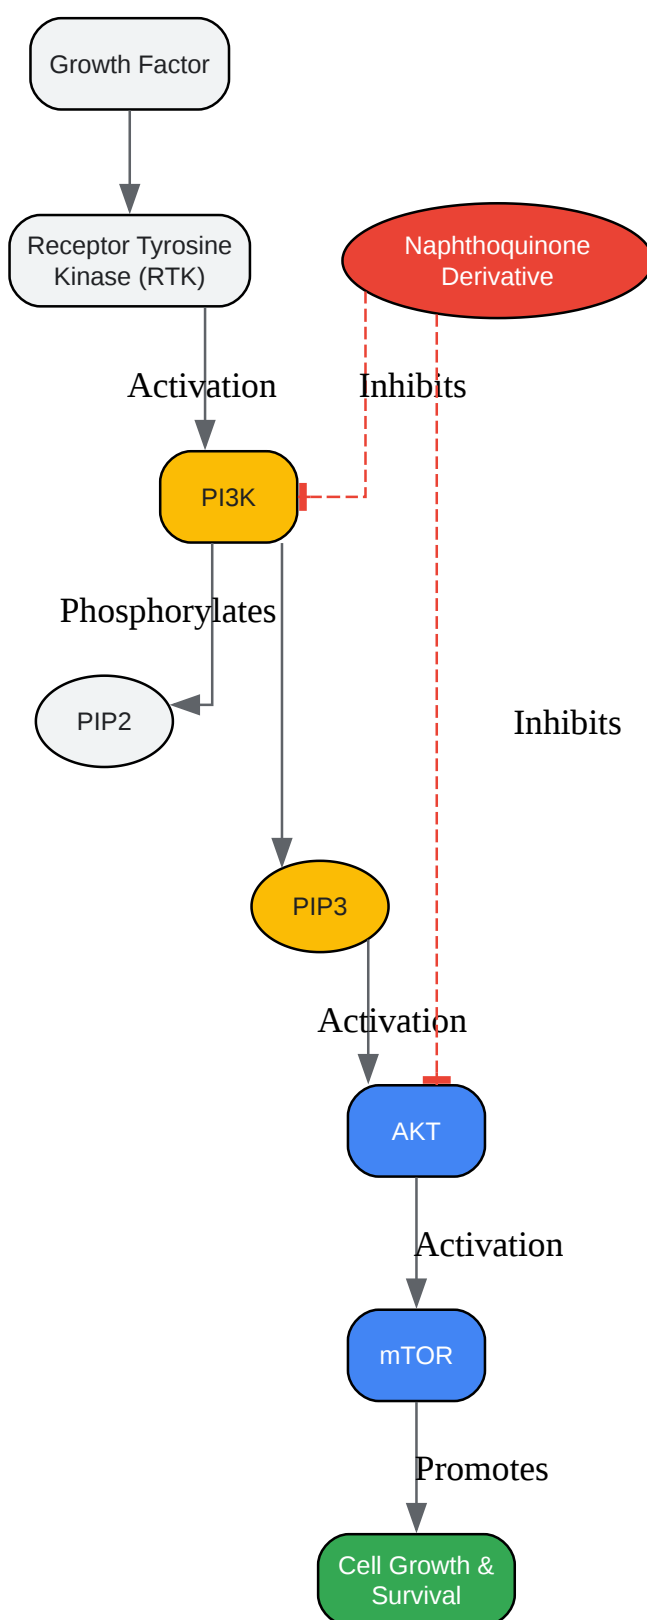 Growth Factor
Receptor Tyrosine
Kinase (RTK)
Naphthoquinone
Derivative
Activation
Inhibits
PI3K
Phosphorylates
PIP2
Inhibits
PIP3
Activation
AKT
Activation
mTOR
Promotes
Cell Growth &
Survival